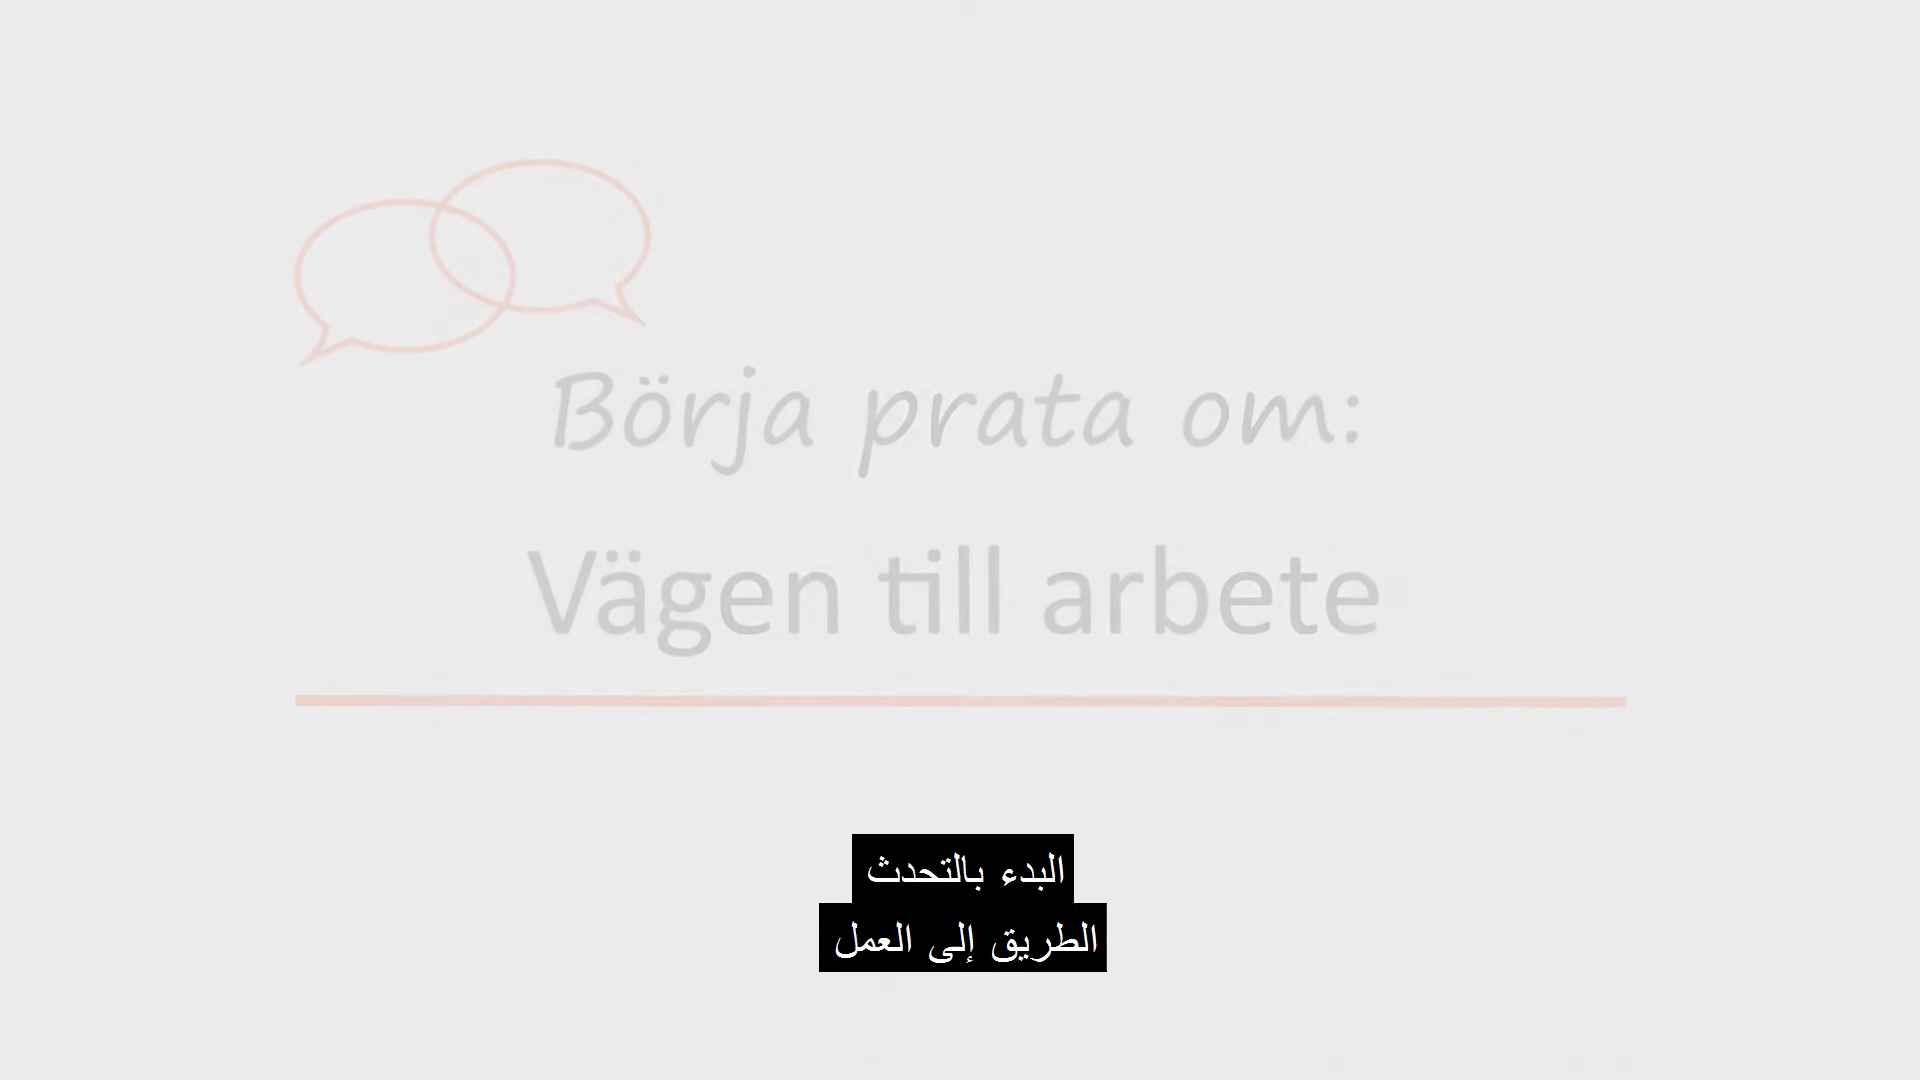 Börja prata om:
Vägen till arbete
البدء بالتحدث
الطريق إلى العمل